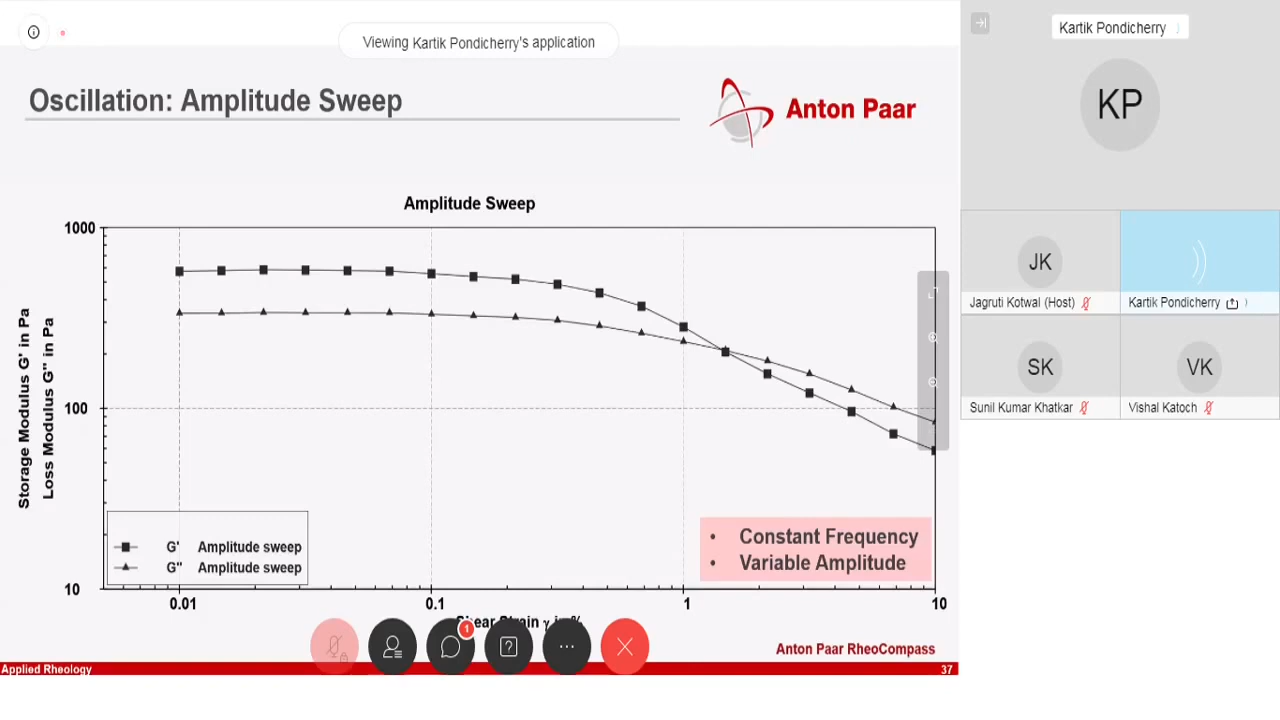 Viewing Kartik Pondicherry's application
Oscillation: Amplitude Sweep
Anton Paar
Amplitude Sweep
1000
100
10
Storage Modulus G' in Pa
Loss Modulus G'' in Pa
G' Amplitude sweep
G'' Amplitude sweep
• Constant Frequency
• Variable Amplitude
0.01
0.1
1
10
Shear Strain γ in %
1
?
Anton Paar RheoCompass
Applied Rheology
37
Kartik Pondicherry
KP
JK
Jagruti Kotwal (Host)
Kartik Pondicherry
SK
Sunil Kumar Khatkar
VK
Vishal Katoch